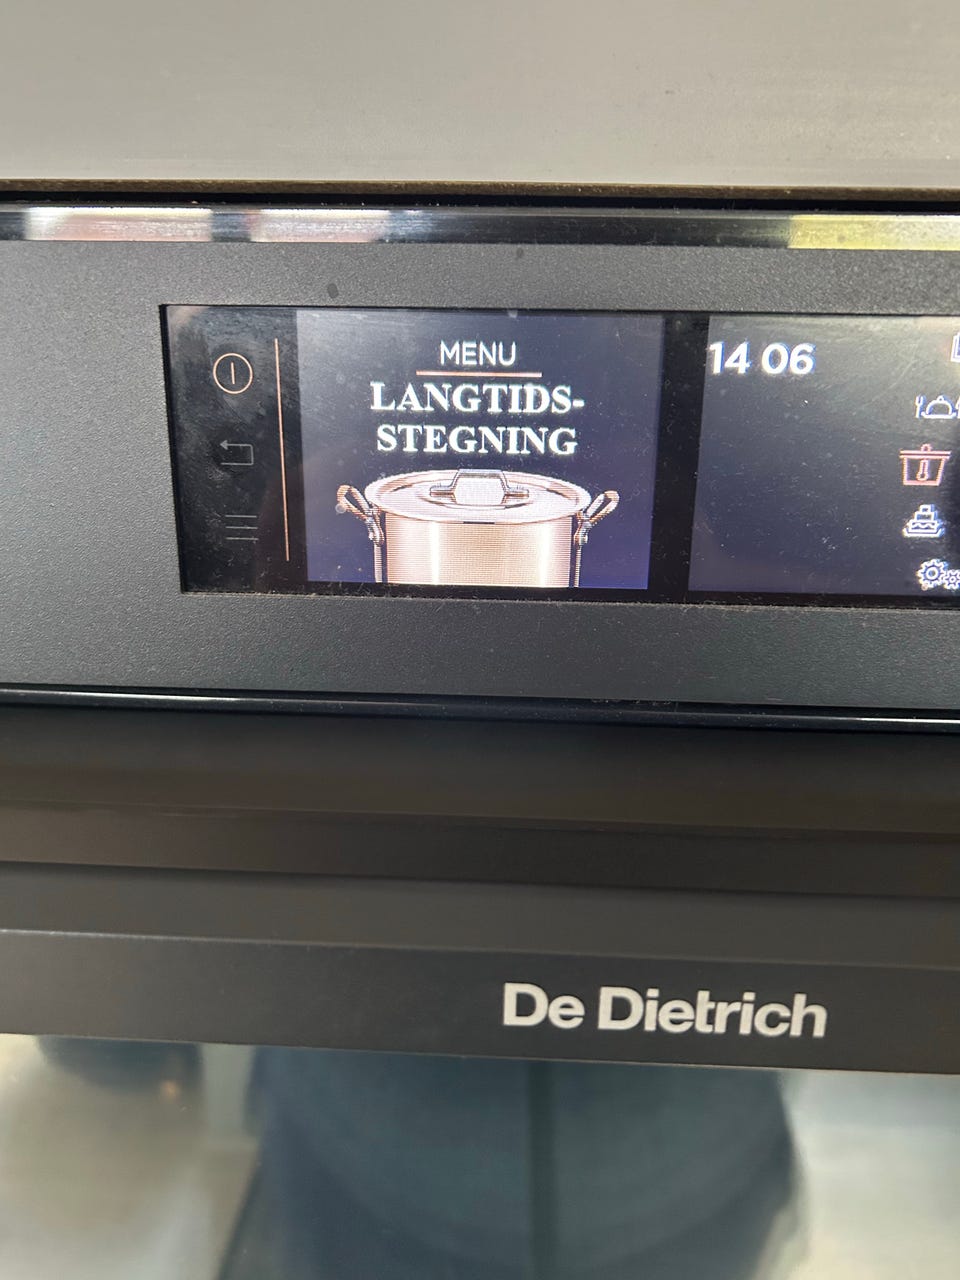 MENU
LANGTIDS-
STEGNING
14 06
De Dietrich